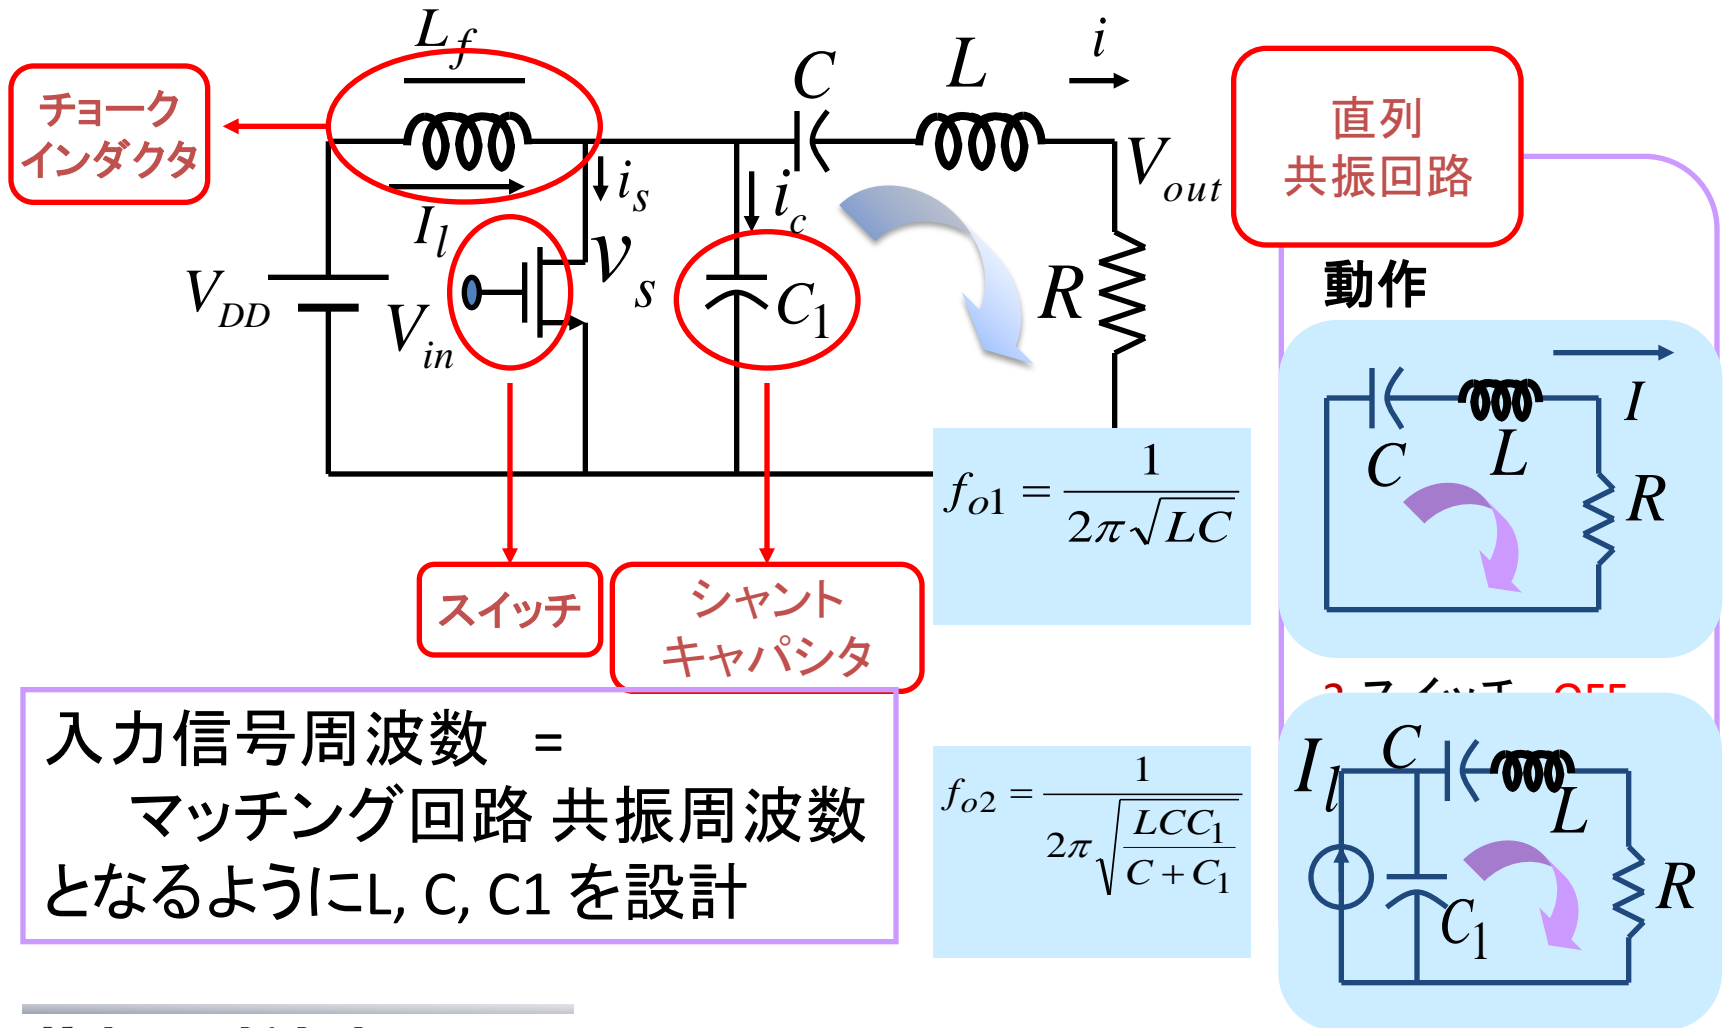 L_f
チョーク
インダクタ
I_l
V_DD
V_in
i_s
v_s
i_c
C_1
C
L
i
V_out
R
直列
共振回路
動作
I
C
L
R
スイッチ
シャント
キャパシタ
f_o1 = 1 / 2π√LC
入力信号周波数 =
マッチング回路 共振周波数
となるようにL, C, C1 を設計
f_o2 = 1 / 2π√(LCC_1 / C + C_1)
I_l
C
L
C_1
R